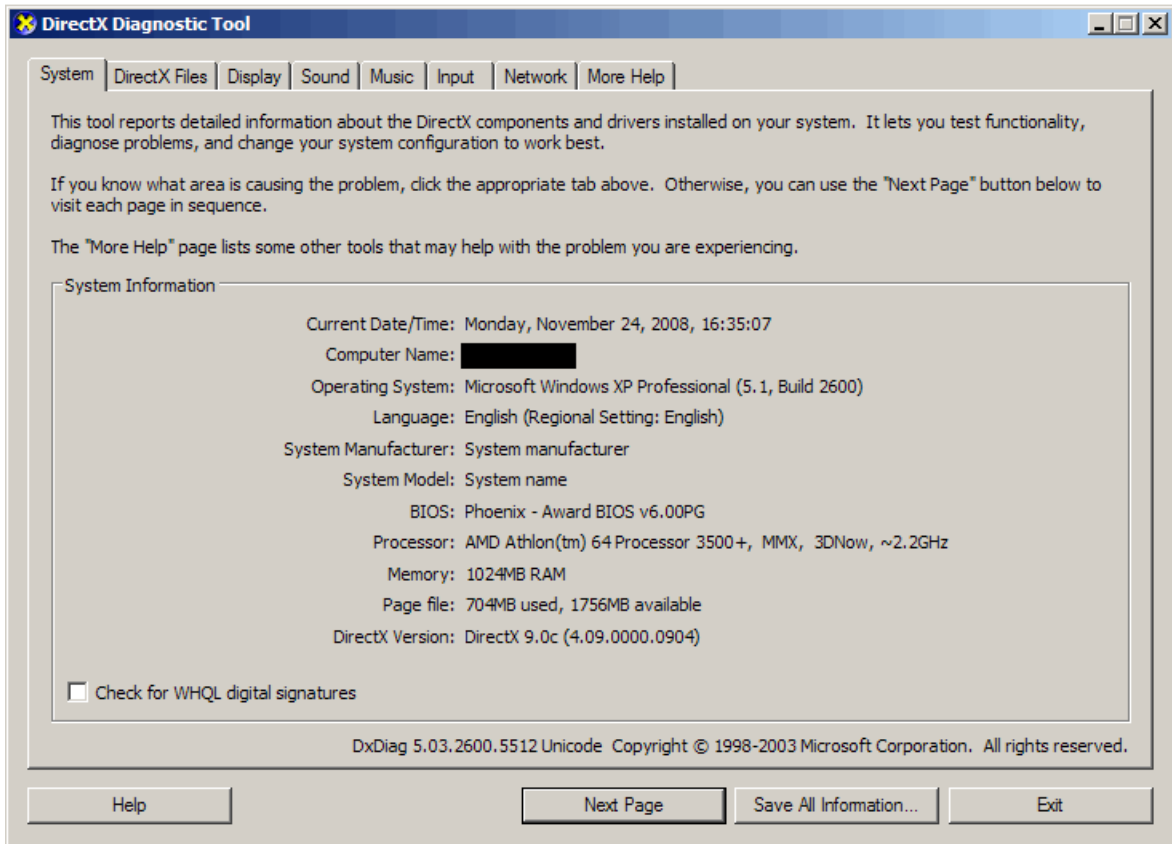 DirectX Diagnostic Tool
System DirectX Files Display Sound Music Input Network More Help
This tool reports detailed information about the DirectX components and drivers installed on your system.  It lets you test functionality,
diagnose problems, and change your system configuration to work best.
If you know what area is causing the problem, click the appropriate tab above.  Otherwise, you can use the "Next Page" button below to
visit each page in sequence.
The "More Help" page lists some other tools that may help with the problem you are experiencing.
System Information
Current Date/Time: Monday, November 24, 2008, 16:35:07
Computer Name:
Operating System: Microsoft Windows XP Professional (5.1, Build 2600)
Language: English (Regional Setting: English)
System Manufacturer: System manufacturer
System Model: System name
BIOS: Phoenix - Award BIOS v6.00PG
Processor: AMD Athlon(tm) 64 Processor 3500+,  MMX,  3DNow, ~2.2GHz
Memory: 1024MB RAM
Page file: 704MB used, 1756MB available
DirectX Version: DirectX 9.0c (4.09.0000.0904)
Check for WHQL digital signatures
DxDiag 5.03.2600.5512 Unicode  Copyright © 1998-2003 Microsoft Corporation.  All rights reserved.
Help Next Page Save All Information... Exit